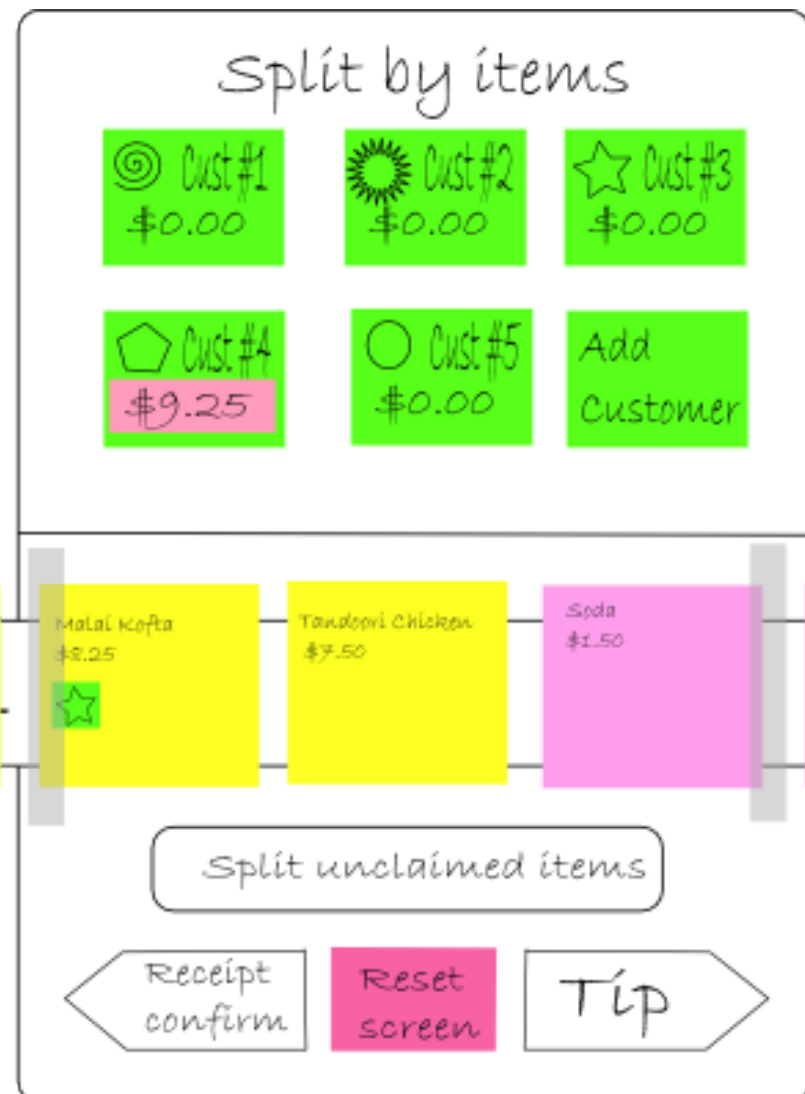 Split by items
Cust #1
$0.00
Cust #2
$0.00
Cust #3
$0.00
Cust #4
$9.25
Cust #5
$0.00
Add
Customer
Malai Kofta
$8.25
Tandoori Chicken
$7.50
Soda
$1.50
Split unclaimed items
Receipt
confirm
Reset
screen
Tip